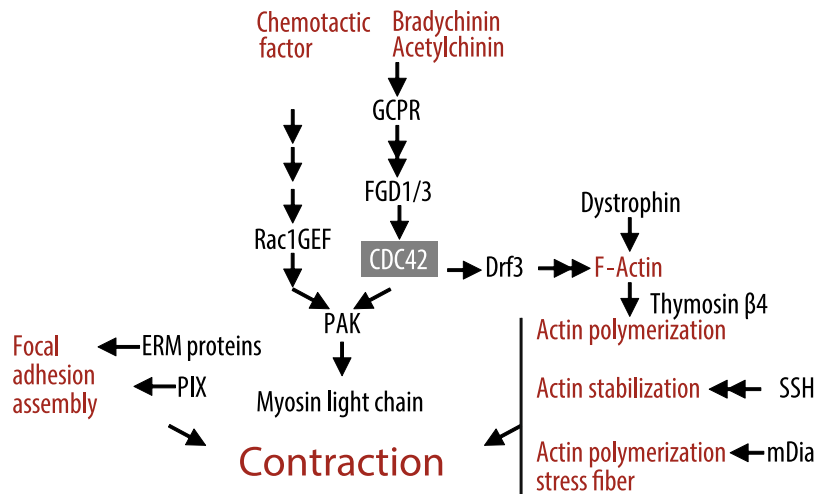 Chemotactic
factor
Bradychinin
Acetylchinin
GCPR
FGD1/3
Dystrophin
Rac1GEF
CDC42
Drf3
F-Actin
Thymosin β4
PAK
Actin polymerization
Focal
adhesion
assembly
ERM proteins
PIX
Myosin light chain
Actin stabilization
SSH
Contraction
Actin polymerization
stress fiber
mDia